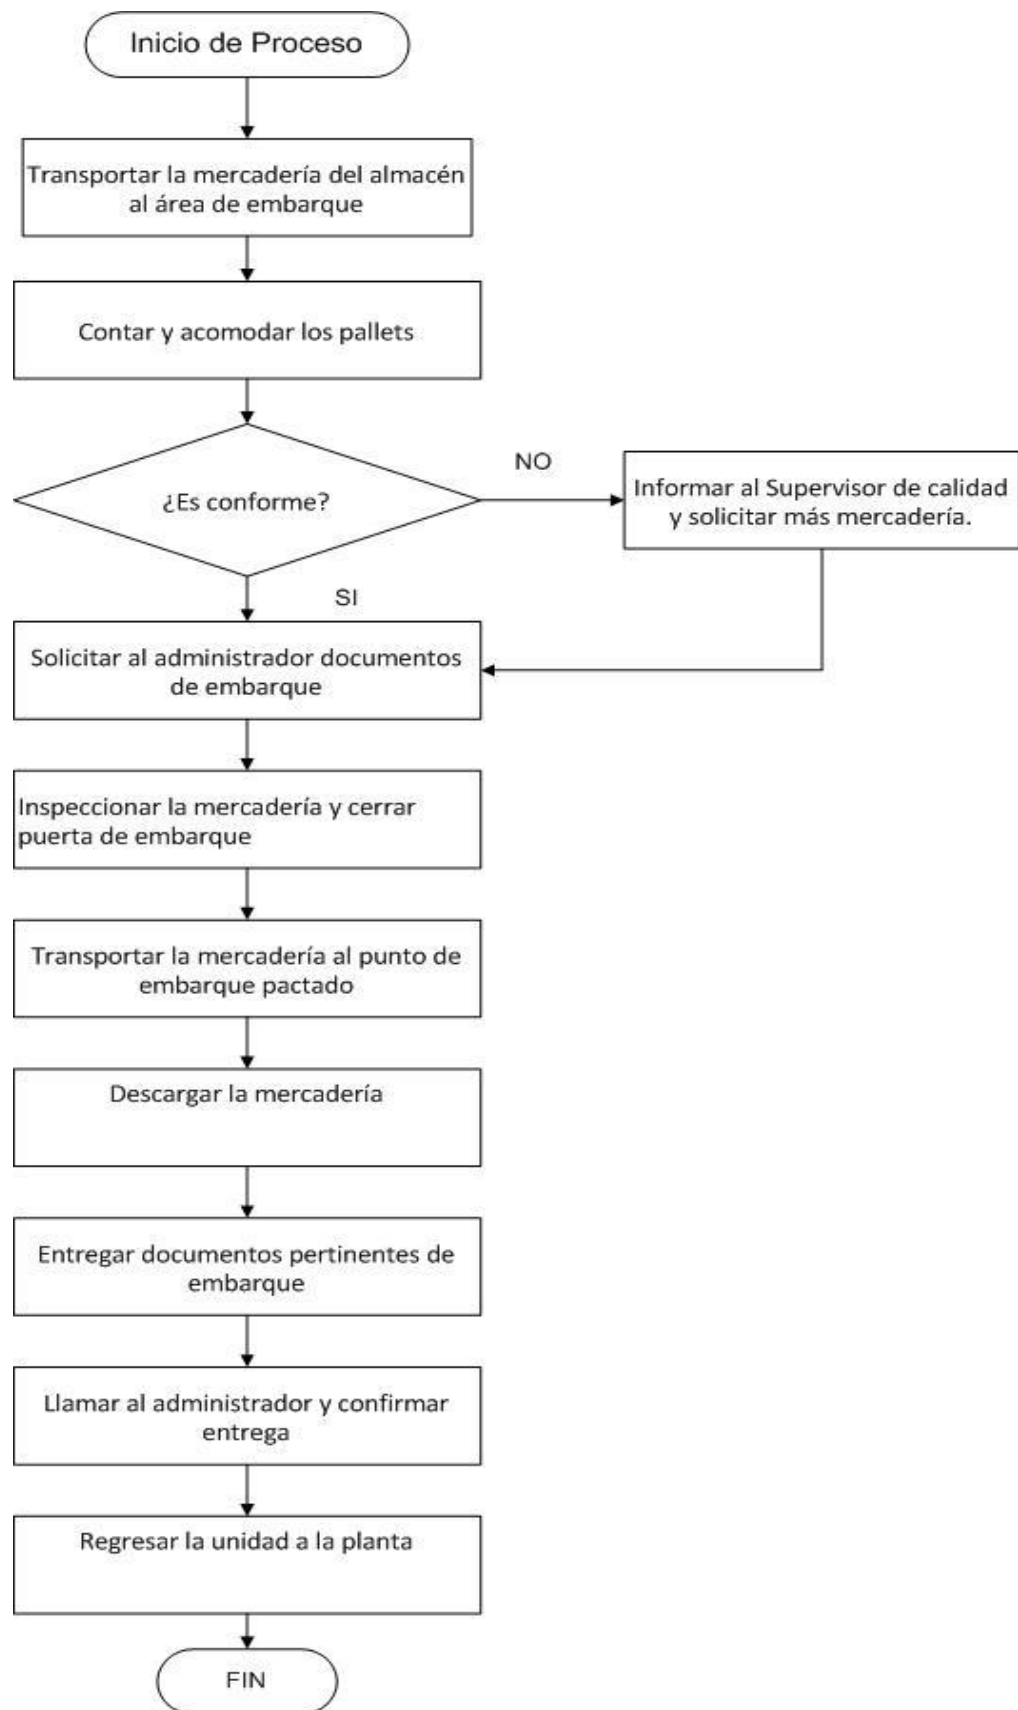 Inicio de Proceso
Transportar la mercadería del almacén
al área de embarque
Contar y acomodar los pallets
¿Es conforme?
NO
Informar al Supervisor de calidad
y solicitar más mercadería.
SI
Solicitar al administrador documentos
de embarque
Inspeccionar la mercadería y cerrar
puerta de embarque
Transportar la mercadería al punto de
embarque pactado
Descargar la mercadería
Entregar documentos pertinentes de
embarque
Llamar al administrador y confirmar
entrega
Regresar la unidad a la planta
FIN